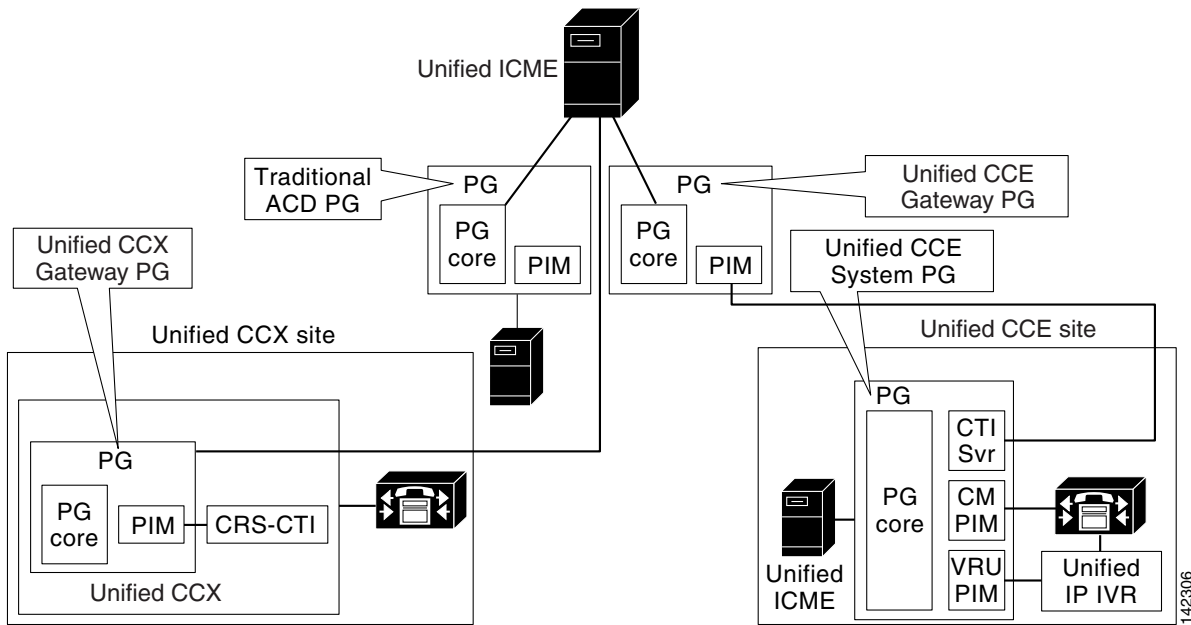 Unified ICME
Traditional
ACD PG
PG
PG
core
PIM
PG
PG
core
PIM
Unified CCE
Gateway PG
Unified CCX
Gateway PG
Unified CCE
System PG
Unified CCX site
PG
PG
core
PIM
CRS-CTI
Unified CCX
Unified CCE site
PG
PG
core
CTI
Svr
CM
PIM
VRU
PIM
Unified
ICME
Unified
IP IVR
142306